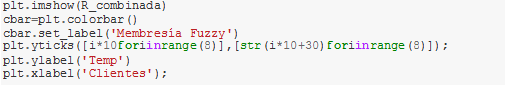 plt.imshow(R_combinada)
cbar=plt.colorbar()
cbar.set_label('Membresía Fuzzy')
plt.yticks([i*10foriinrange(8)],[str(i*10+30)foriinrange(8)]);
plt.ylabel('Temp')
plt.xlabel('Clientes');